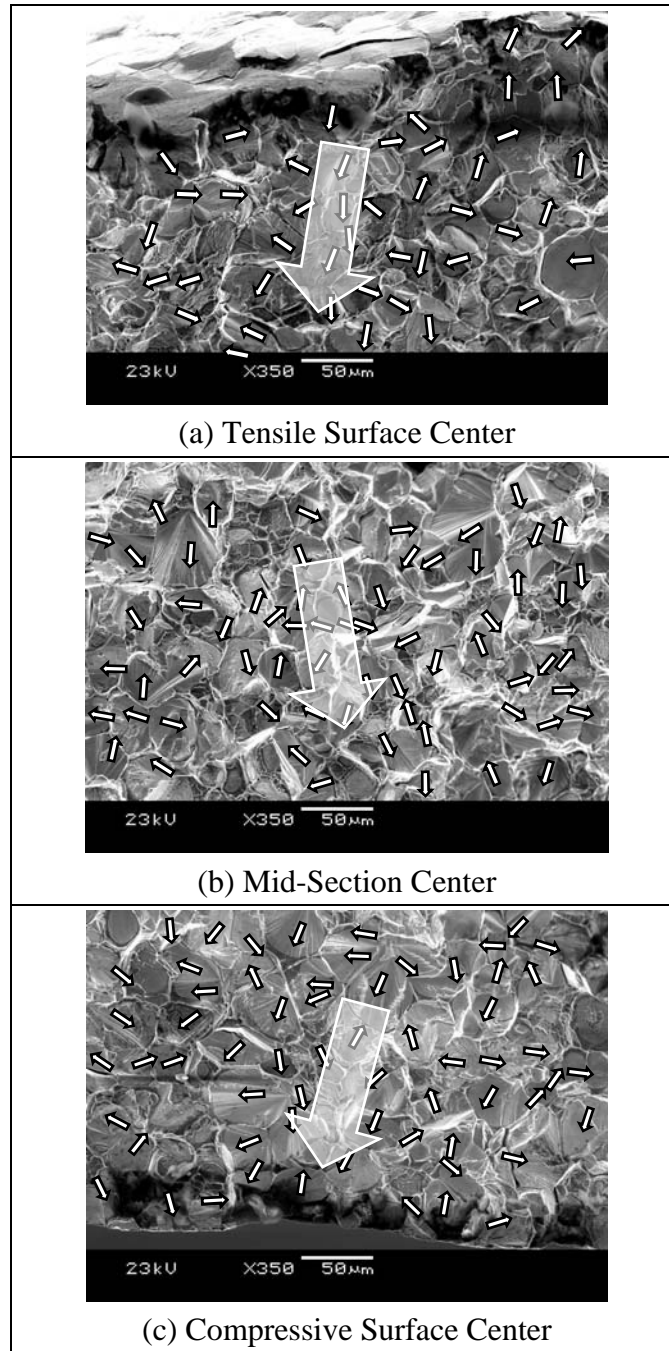 23kV X350 50μm
(a) Tensile Surface Center
23kV X350 50μm
(b) Mid-Section Center
23kV X350 50μm
(c) Compressive Surface Center